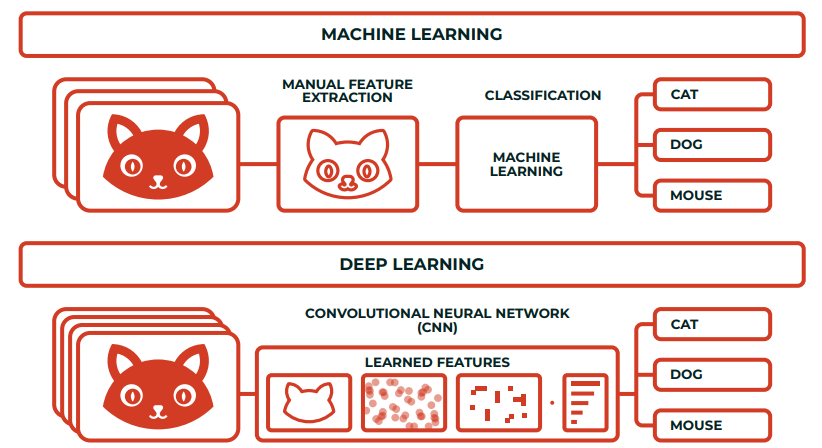 MACHINE LEARNING
MANUAL FEATURE
EXTRACTION
CLASSIFICATION
MACHINE
LEARNING
CAT
DOG
MOUSE
DEEP LEARNING
CONVOLUTIONAL NEURAL NETWORK
(CNN)
LEARNED FEATURES
CAT
DOG
MOUSE